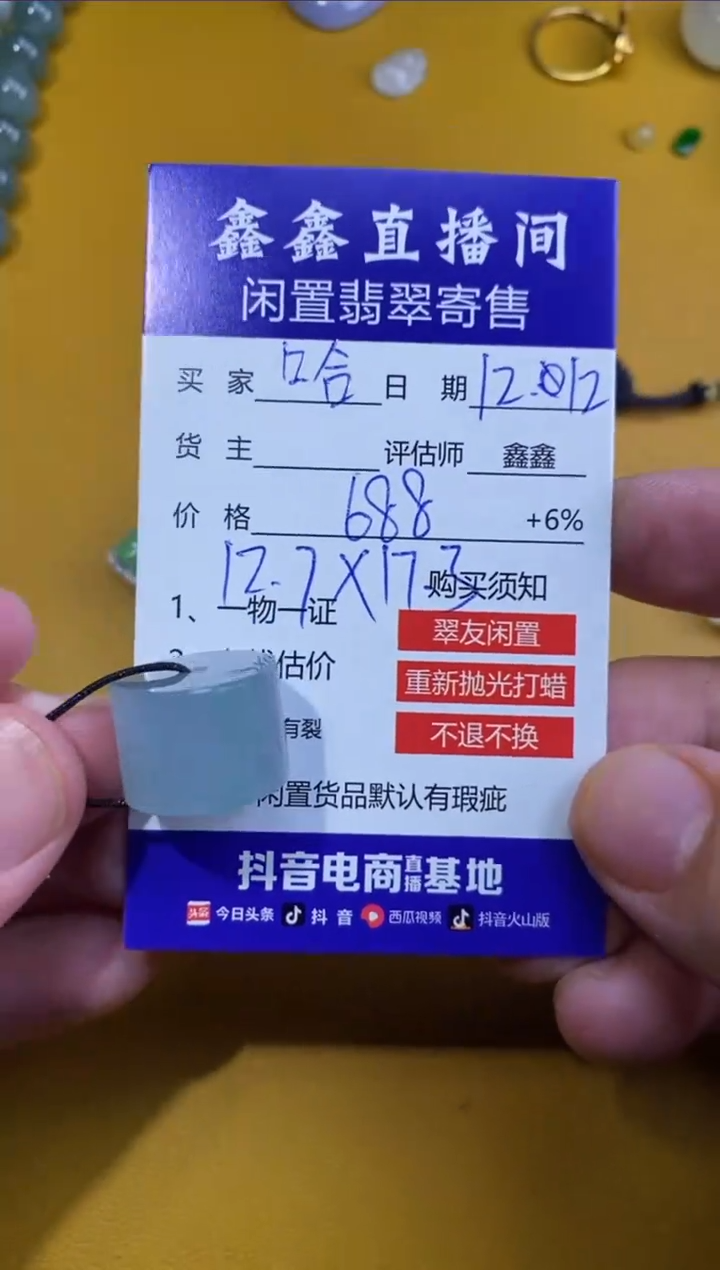 鑫鑫直播间
闲置翡翠寄售
买家 哈 日期 12.012
货主 评估师 鑫鑫
价格 688 +6%
12.7X17.3
购买须知
1、一物一证
翠友闲置
估价
重新抛光打蜡
有裂
不退不换
闲置货品默认有瑕疵
抖音电商直播基地
头条 今日头条 抖音 西瓜视频 抖音火山版